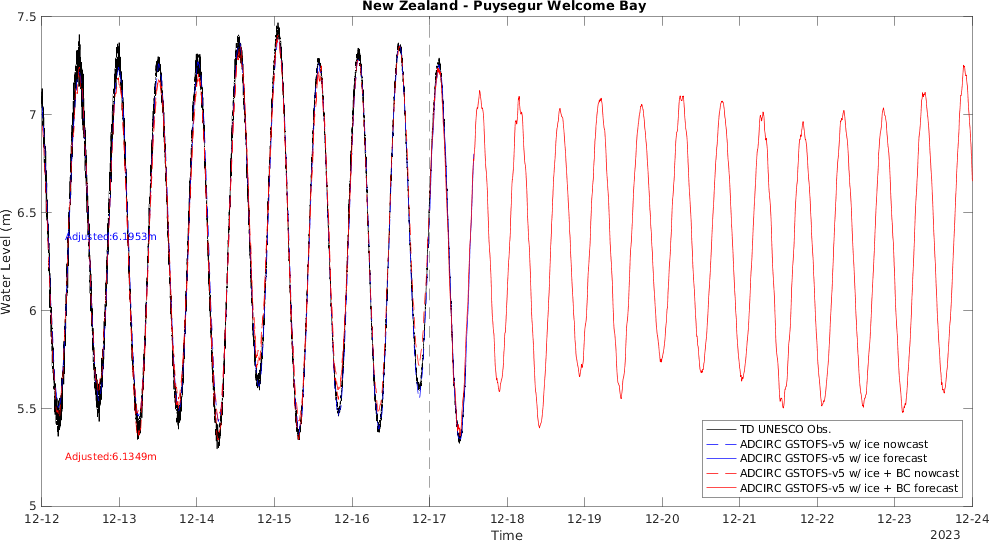 New Zealand - Puysegur Welcome Bay
7.5
7
6.5
6
5.5
5
Water Level (m)
Adjusted:6.1953m
Adjusted:6.1349m
TD UNESCO Obs.
ADCIRC GSTOFS-v5 w/ ice nowcast
ADCIRC GSTOFS-v5 w/ ice forecast
ADCIRC GSTOFS-v5 w/ ice + BC nowcast
ADCIRC GSTOFS-v5 w/ ice + BC forecast
12-12 12-13 12-14 12-15 12-16 12-17 12-18 12-19 12-20 12-21 12-22 12-23 12-24
Time
2023